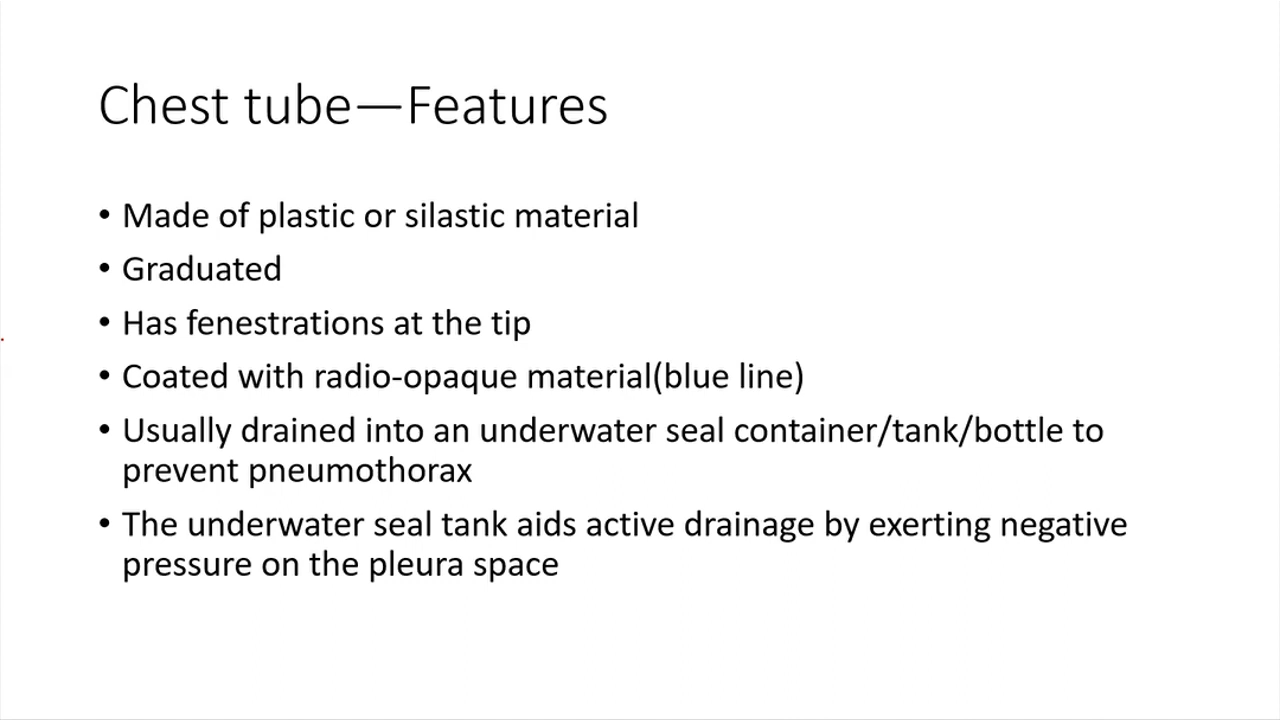 Chest tube—Features
• Made of plastic or silastic material
• Graduated
• Has fenestrations at the tip
• Coated with radio-opaque material(blue line)
• Usually drained into an underwater seal container/tank/bottle to
prevent pneumothorax
• The underwater seal tank aids active drainage by exerting negative
pressure on the pleura space